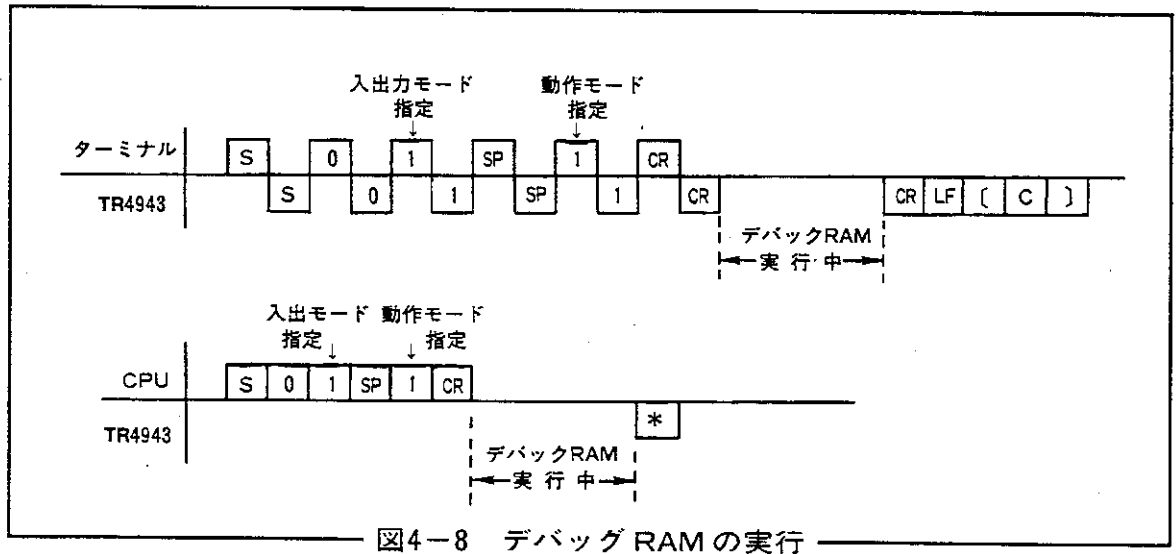 入出力モード 動作モード
指定 指定
↓ ↓
ターミナル S 0 1 SP 1 CR
TR4943 S 0 1 SP 1 CR CR LF [ C ]
デバックRAM
実行中
入出モード 動作モード
指定 指定
↓ ↓
CPU S 0 1 SP 1 CR
TR4943 *
デバックRAM
実行中
図4-8 デバッグRAMの実行